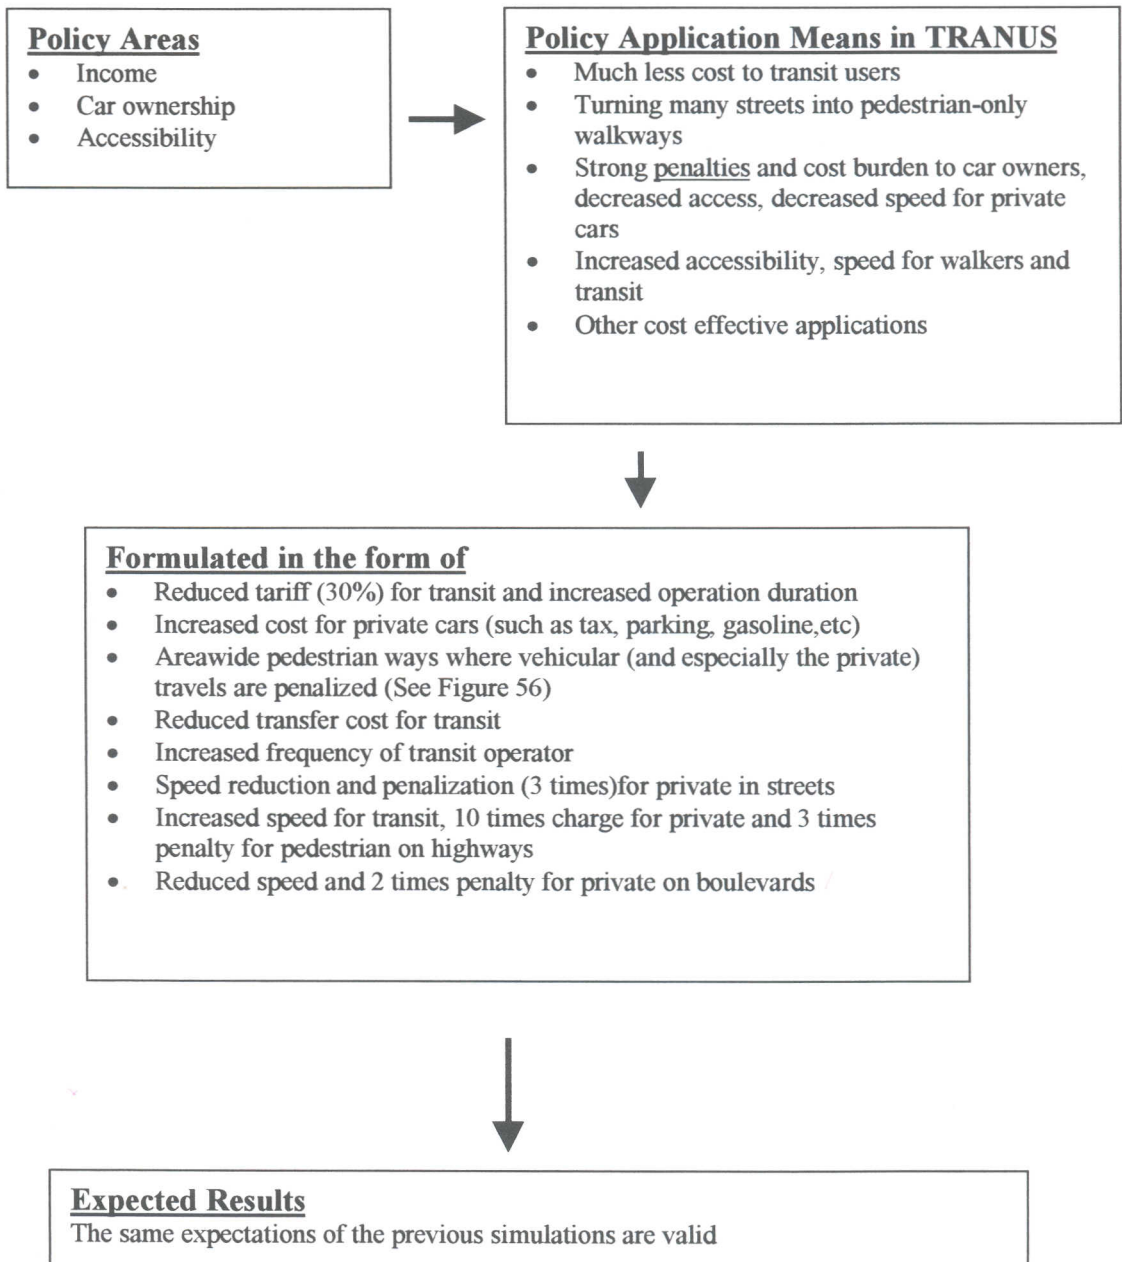 Policy Areas
• Income
• Car ownership
• Accessibility
Policy Application Means in TRANUS
• Much less cost to transit users
• Turning many streets into pedestrian-only
walkways
• Strong penalties and cost burden to car owners,
decreased access, decreased speed for private
cars
• Increased accessibility, speed for walkers and
transit
• Other cost effective applications
Formulated in the form of
• Reduced tariff (30%) for transit and increased operation duration
• Increased cost for private cars (such as tax, parking, gasoline,etc)
• Areawide pedestrian ways where vehicular (and especially the private)
travels are penalized (See Figure 56)
• Reduced transfer cost for transit
• Increased frequency of transit operator
• Speed reduction and penalization (3 times)for private in streets
• Increased speed for transit, 10 times charge for private and 3 times
penalty for pedestrian on highways
• Reduced speed and 2 times penalty for private on boulevards
Expected Results
The same expectations of the previous simulations are valid